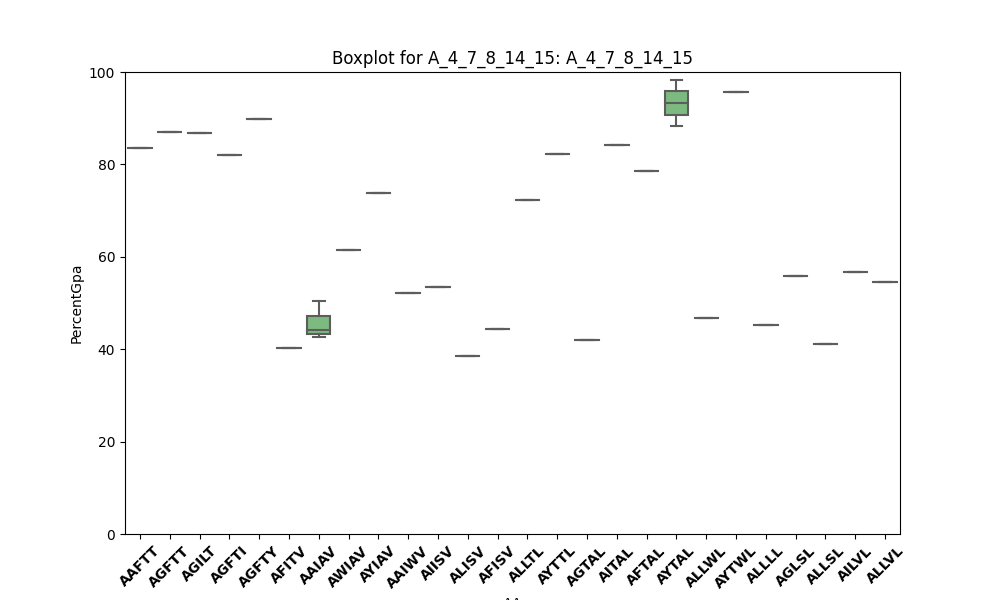 Boxplot for A_4_7_8_14_15: A_4_7_8_14_15
PercentGpa
100
80
60
40
20
0
AAFTT
AGFTT
AGILT
AGFTI
AGFTY
AFITV
AAIAV
AWIAV
AYIAV
AAIWV
AIISV
ALISV
AFISV
ALLTL
AYTTL
AGTAL
AITAL
AFTAL
AYTAL
ALLWL
AYTWL
ALLLL
AGLSL
ALLSL
AILVL
ALLVL